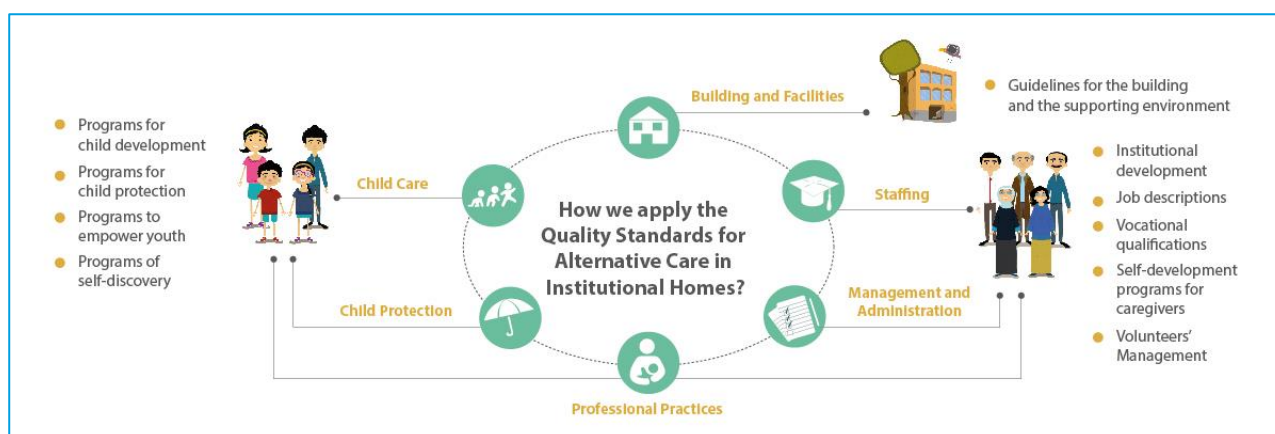 Building and Facilities
Guidelines for the building
and the supporting environment
Programs for
child development
Programs for
child protection
Programs to
empower youth
Programs of
self-discovery
Child Care
How we apply the
Quality Standards for
Alternative Care in
Institutional Homes?
Staffing
Institutional
development
Job descriptions
Vocational
qualifications
Self-development
programs for
caregivers
Volunteers'
Management
Child Protection
Management and
Administration
Professional Practices